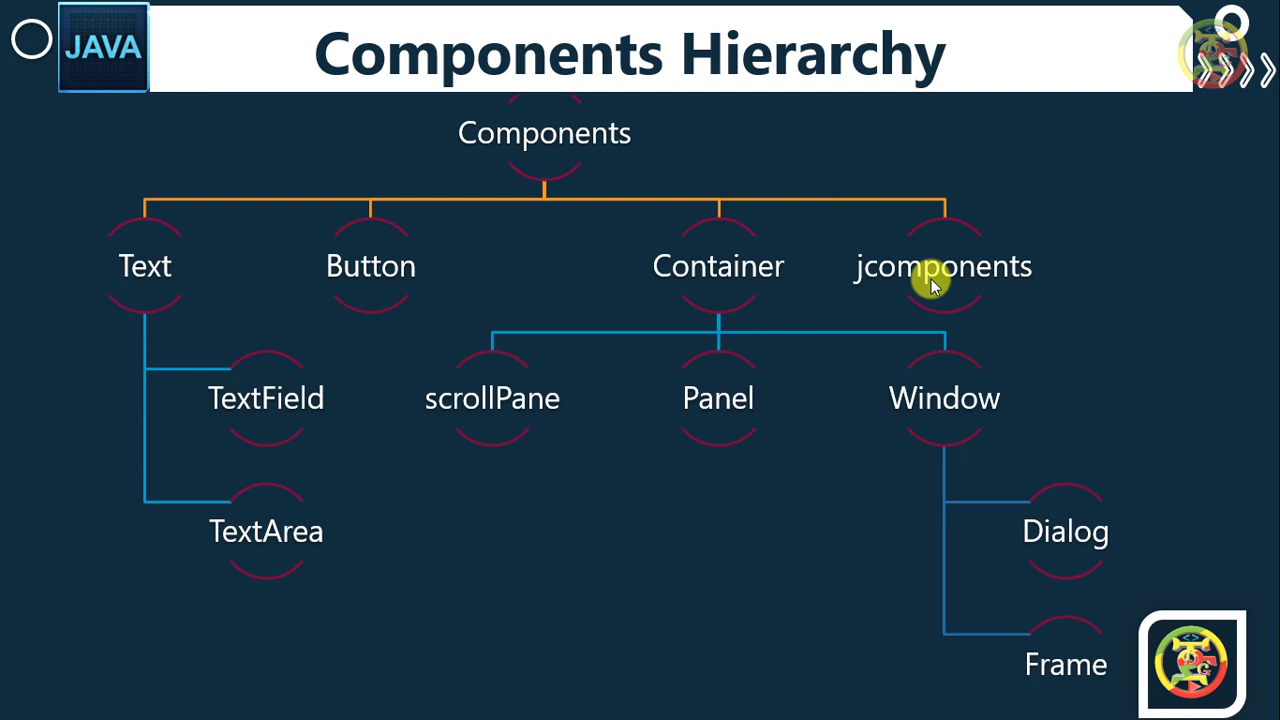 JAVA
Components Hierarchy
Components
Text
Button
Container
jcomponents
TextField
scrollPane
Panel
Window
TextArea
Dialog
Frame